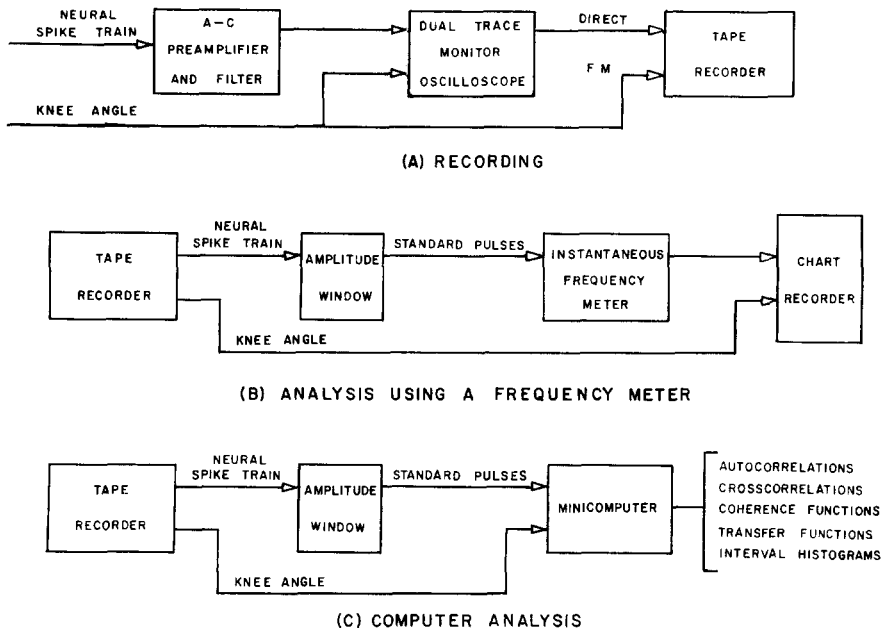 NEURAL
SPIKE TRAIN
A-C
PREAMPLIFIER
AND FILTER
DUAL TRACE
MONITOR
OSCILLOSCOPE
DIRECT
FM
TAPE
RECORDER
KNEE ANGLE
(A) RECORDING
TAPE
RECORDER
NEURAL
SPIKE TRAIN
AMPLITUDE
WINDOW
STANDARD PULSES
INSTANTANEOUS
FREQUENCY
METER
CHART
RECORDER
KNEE ANGLE
(B) ANALYSIS USING A FREQUENCY METER
TAPE
RECORDER
NEURAL
SPIKE TRAIN
AMPLITUDE
WINDOW
STANDARD PULSES
MINICOMPUTER
AUTOCORRELATIONS
CROSSCORRELATIONS
COHERENCE FUNCTIONS
TRANSFER FUNCTIONS
INTERVAL HISTOGRAMS
KNEE ANGLE
(C) COMPUTER ANALYSIS